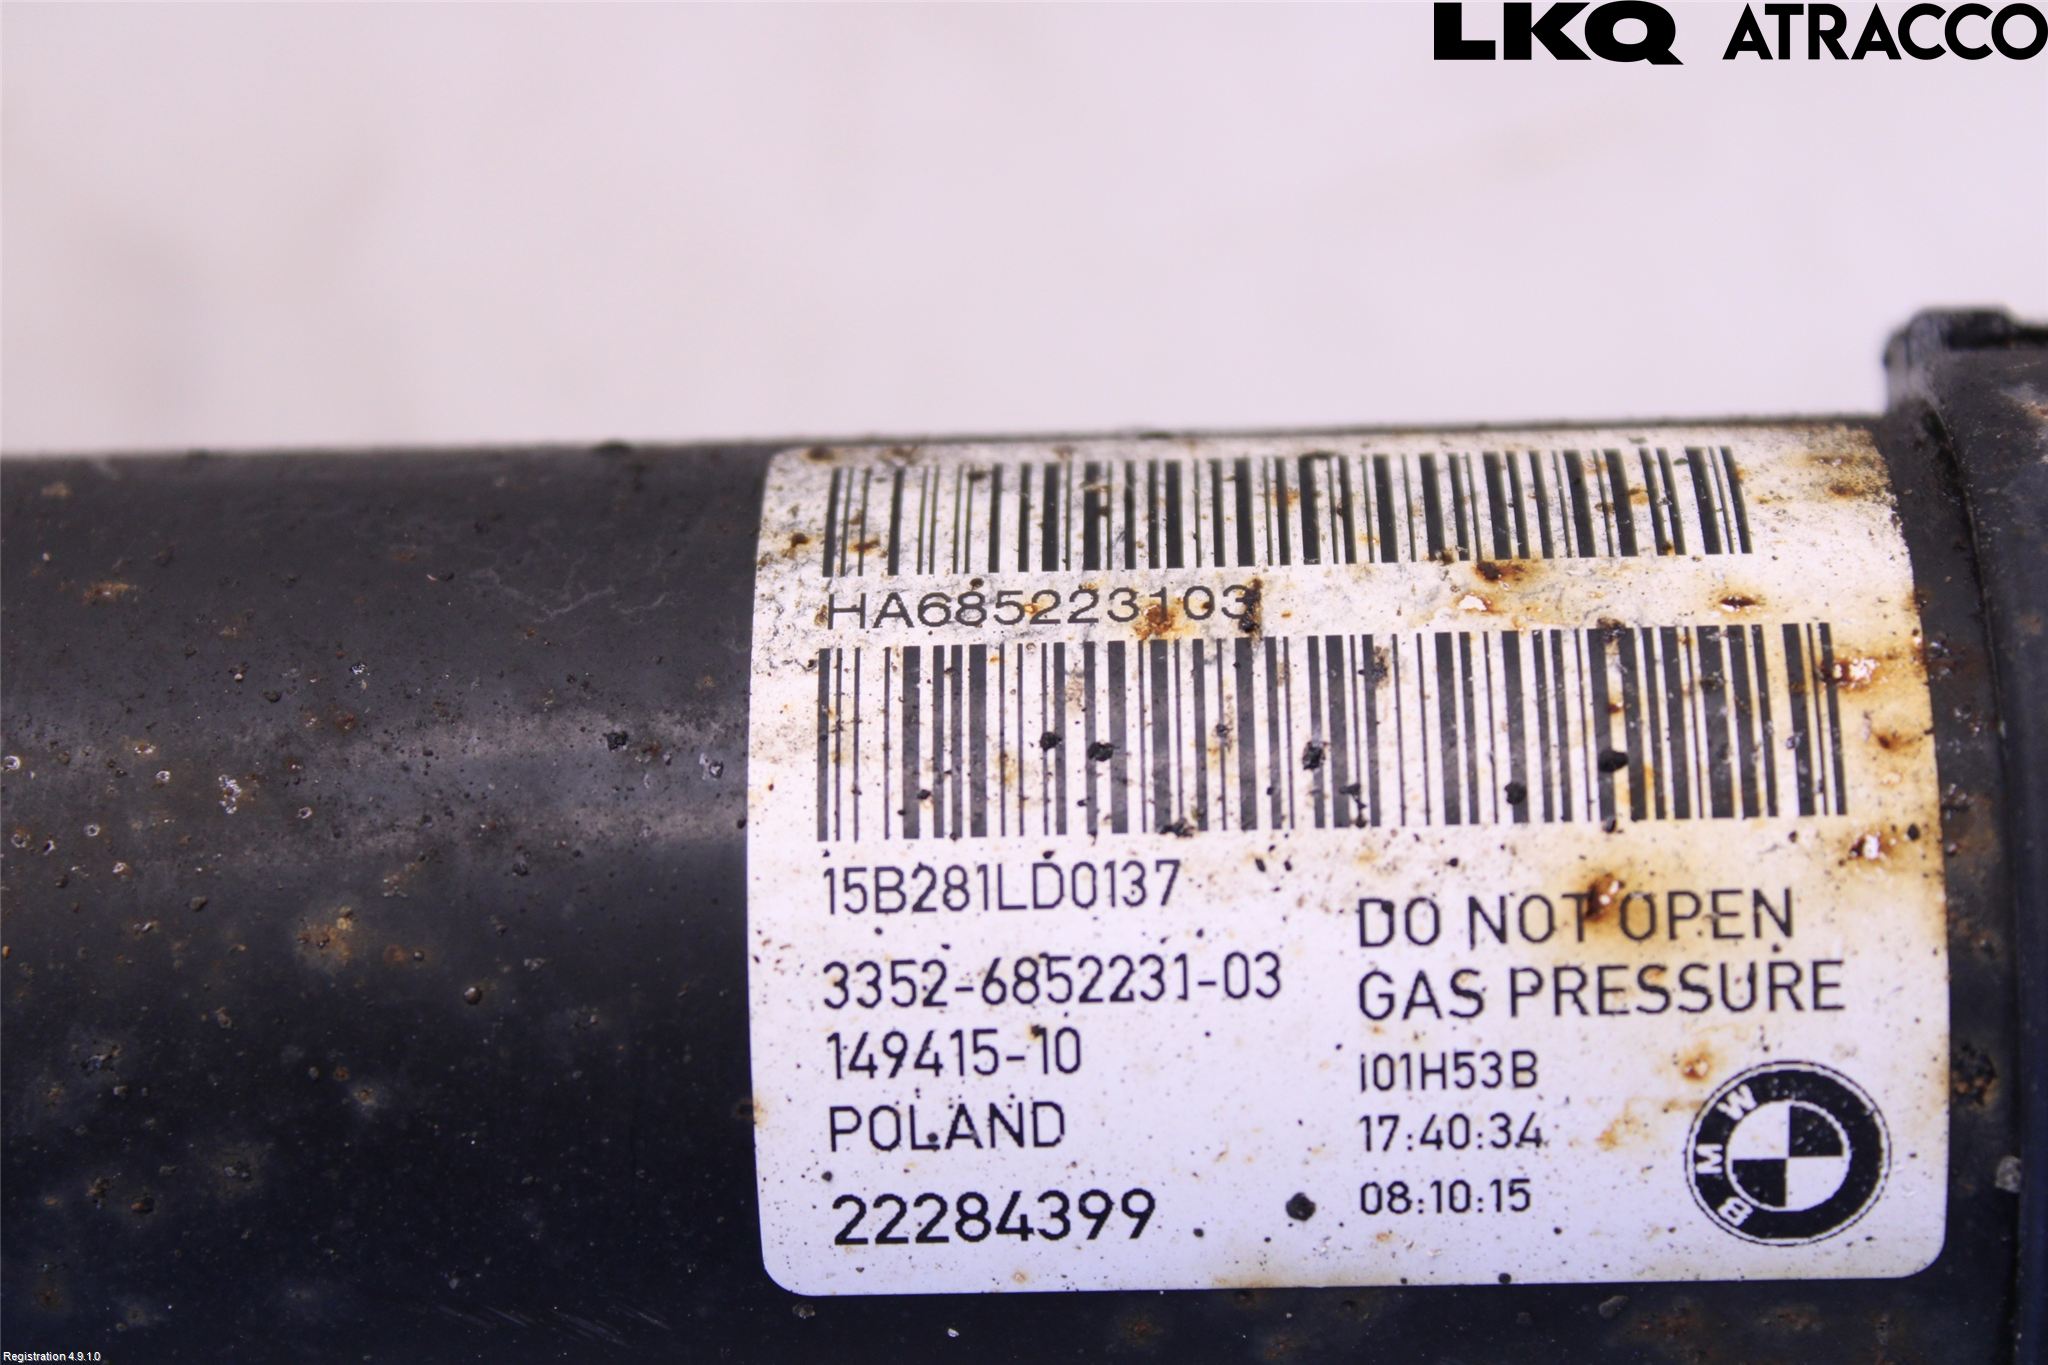 LKQ ATRACCO
HA685223103
15B281LD0137
3352-6852231-03
149415-10
POLAND
22284399
DO NOT OPEN
GAS PRESSURE
i01H53B
17:40:34
08:10:15
BMW
Registration 4.9.1.0